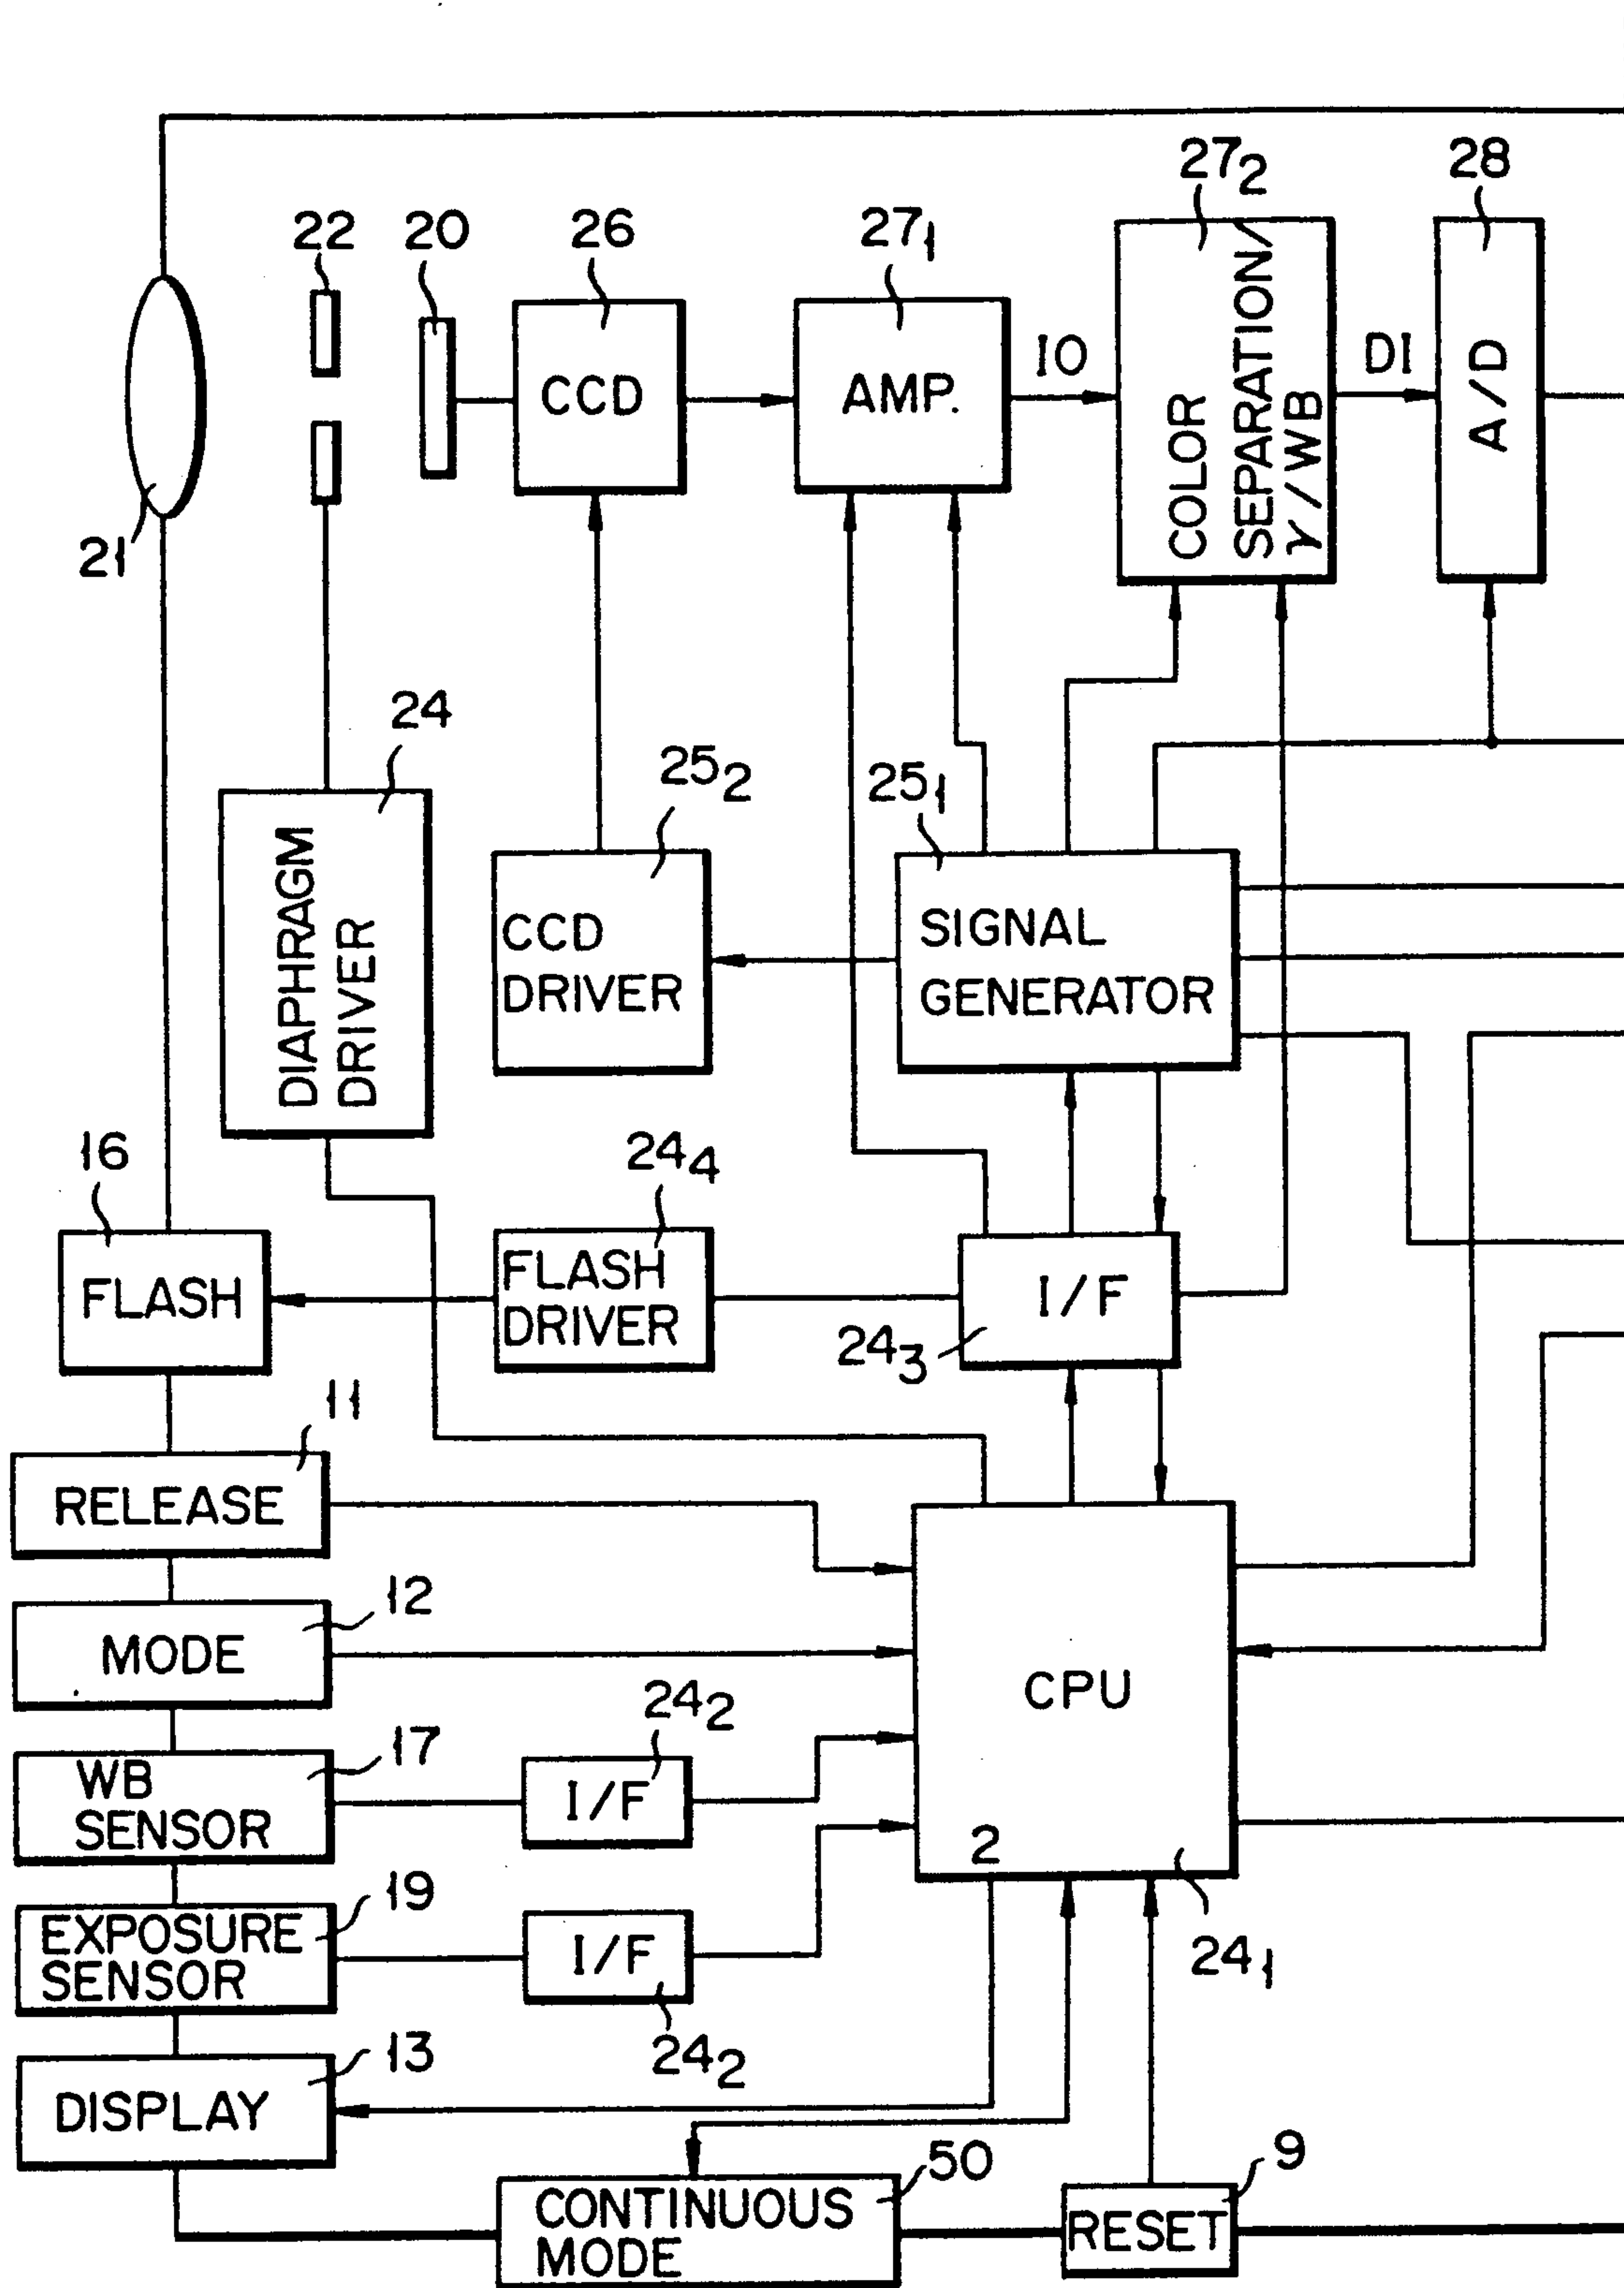 27₂
28
22
20
26
27₁
CCD
AMP.
IO
COLOR
SEPARATION/
γ/WB
DI
A/D
21
24
25₂
25₁
DIAPHRAGM
DRIVER
CCD
DRIVER
SIGNAL
GENERATOR
16
24₄
FLASH
FLASH
DRIVER
I/F
24₃
11
RELEASE
12
MODE
CPU
24₂
17
WB
SENSOR
I/F
2
19
EXPOSURE
SENSOR
I/F
24₁
24₂
13
DISPLAY
50
9
CONTINUOUS
MODE
RESET